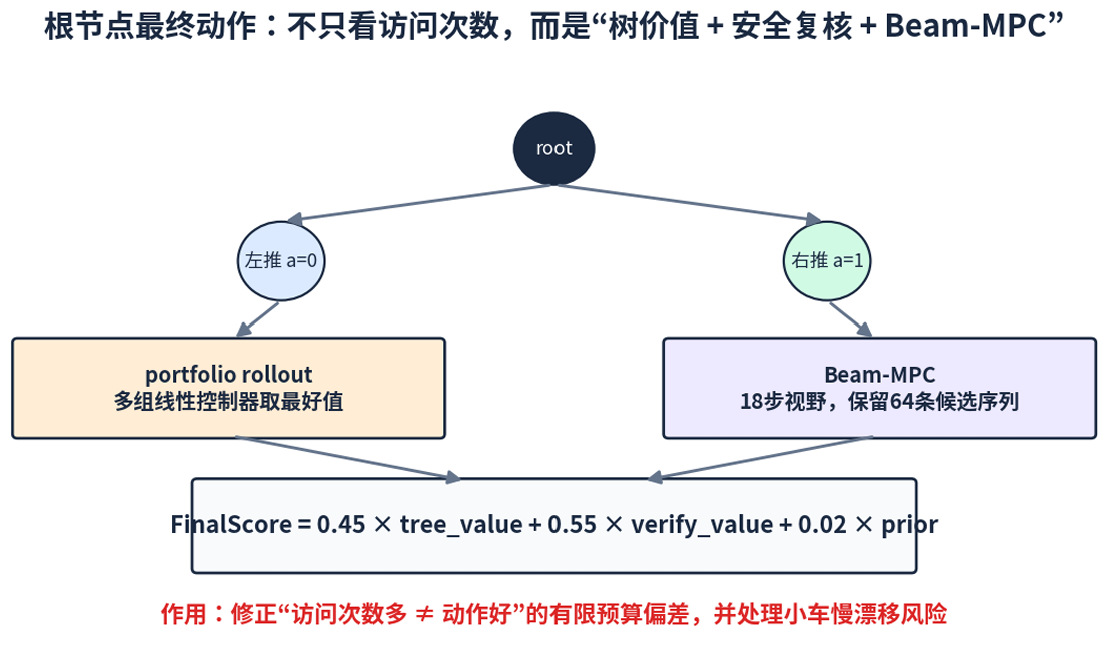 根节点最终动作：不只看访问次数，而是“树价值 + 安全复核 + Beam-MPC”
root
左推 a=0
右推 a=1
portfolio rollout
多组线性控制器取最好值
Beam-MPC
18步视野，保留64条候选序列
FinalScore = 0.45 × tree_value + 0.55 × verify_value + 0.02 × prior
作用：修正“访问次数多 ≠ 动作好”的有限预算偏差，并处理小车慢漂移风险